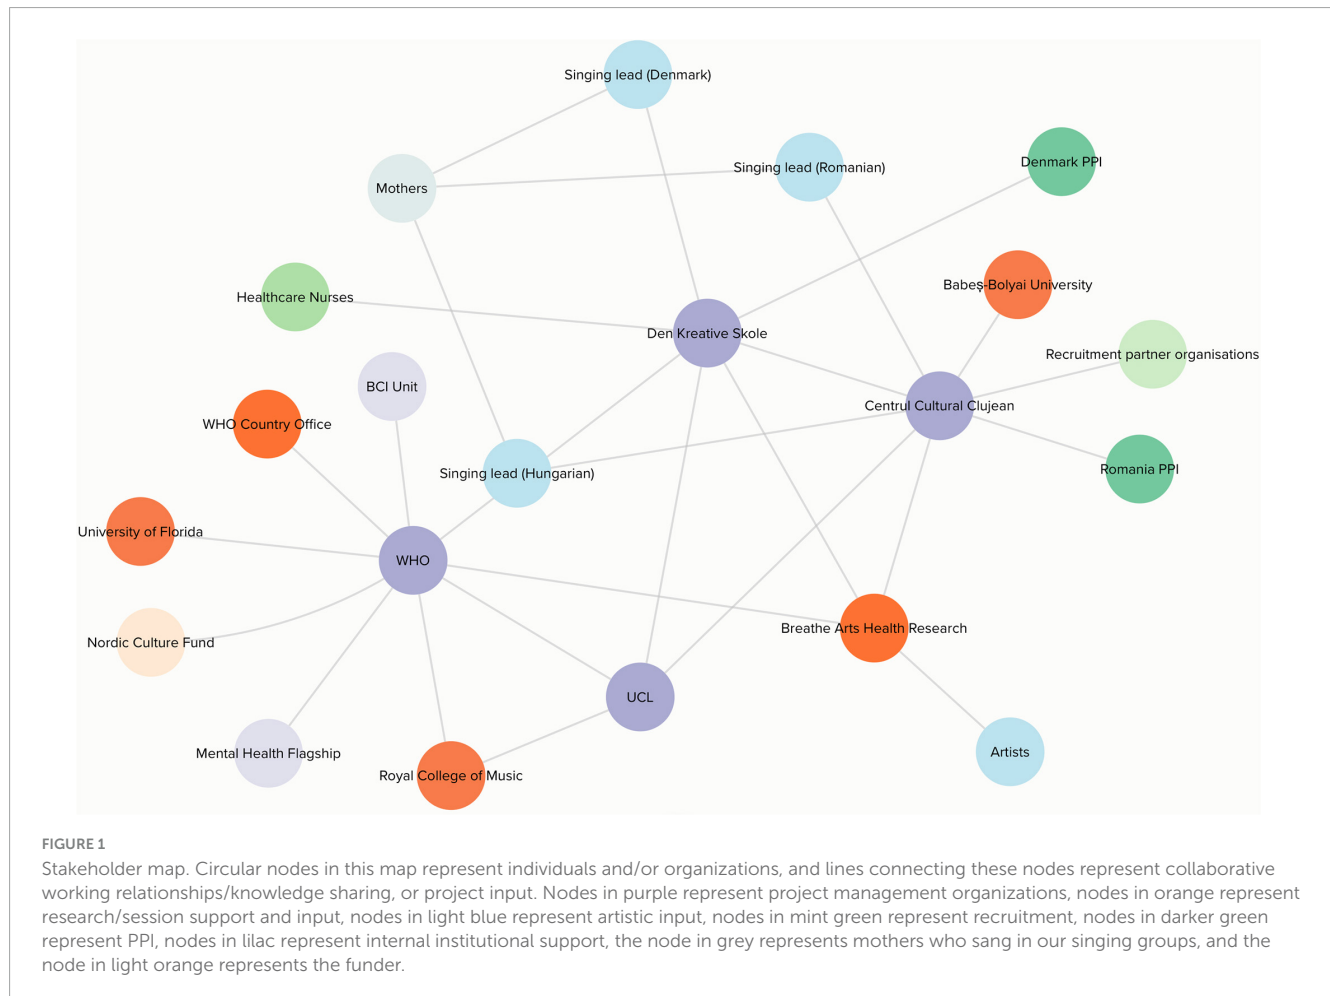 Singing lead (Denmark)
Denmark PPI
Singing lead (Romanian)
Mothers
Babeș-Bolyai University
Healthcare Nurses
Den Kreative Skole
Recruitment partner organisations
BCI Unit
Centrul Cultural Clujean
WHO Country Office
Singing lead (Hungarian)
Romania PPI
University of Florida
WHO
Breathe Arts Health Research
Nordic Culture Fund
UCL
Mental Health Flagship
Artists
Royal College of Music
FIGURE 1
Stakeholder map. Circular nodes in this map represent individuals and/or organizations, and lines connecting these nodes represent collaborative
working relationships/knowledge sharing, or project input. Nodes in purple represent project management organizations, nodes in orange represent
research/session support and input, nodes in light blue represent artistic input, nodes in mint green represent recruitment, nodes in darker green
represent PPI, nodes in lilac represent internal institutional support, the node in grey represents mothers who sang in our singing groups, and the
node in light orange represents the funder.